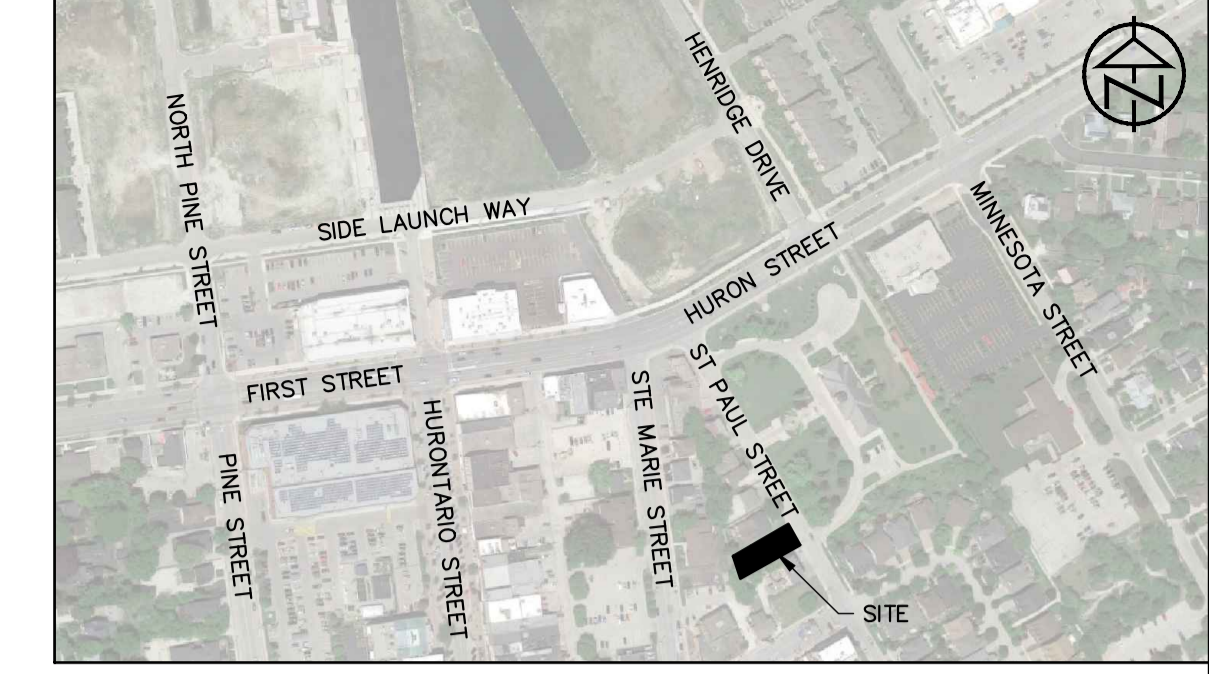 HENRIDGE DRIVE
N
NORTH PINE STREET
SIDE LAUNCH WAY
MINNESOTA STREET
HURON STREET
FIRST STREET
ST PAUL STREET
STE MARIE STREET
HURONTARIO STREET
PINE STREET
SITE